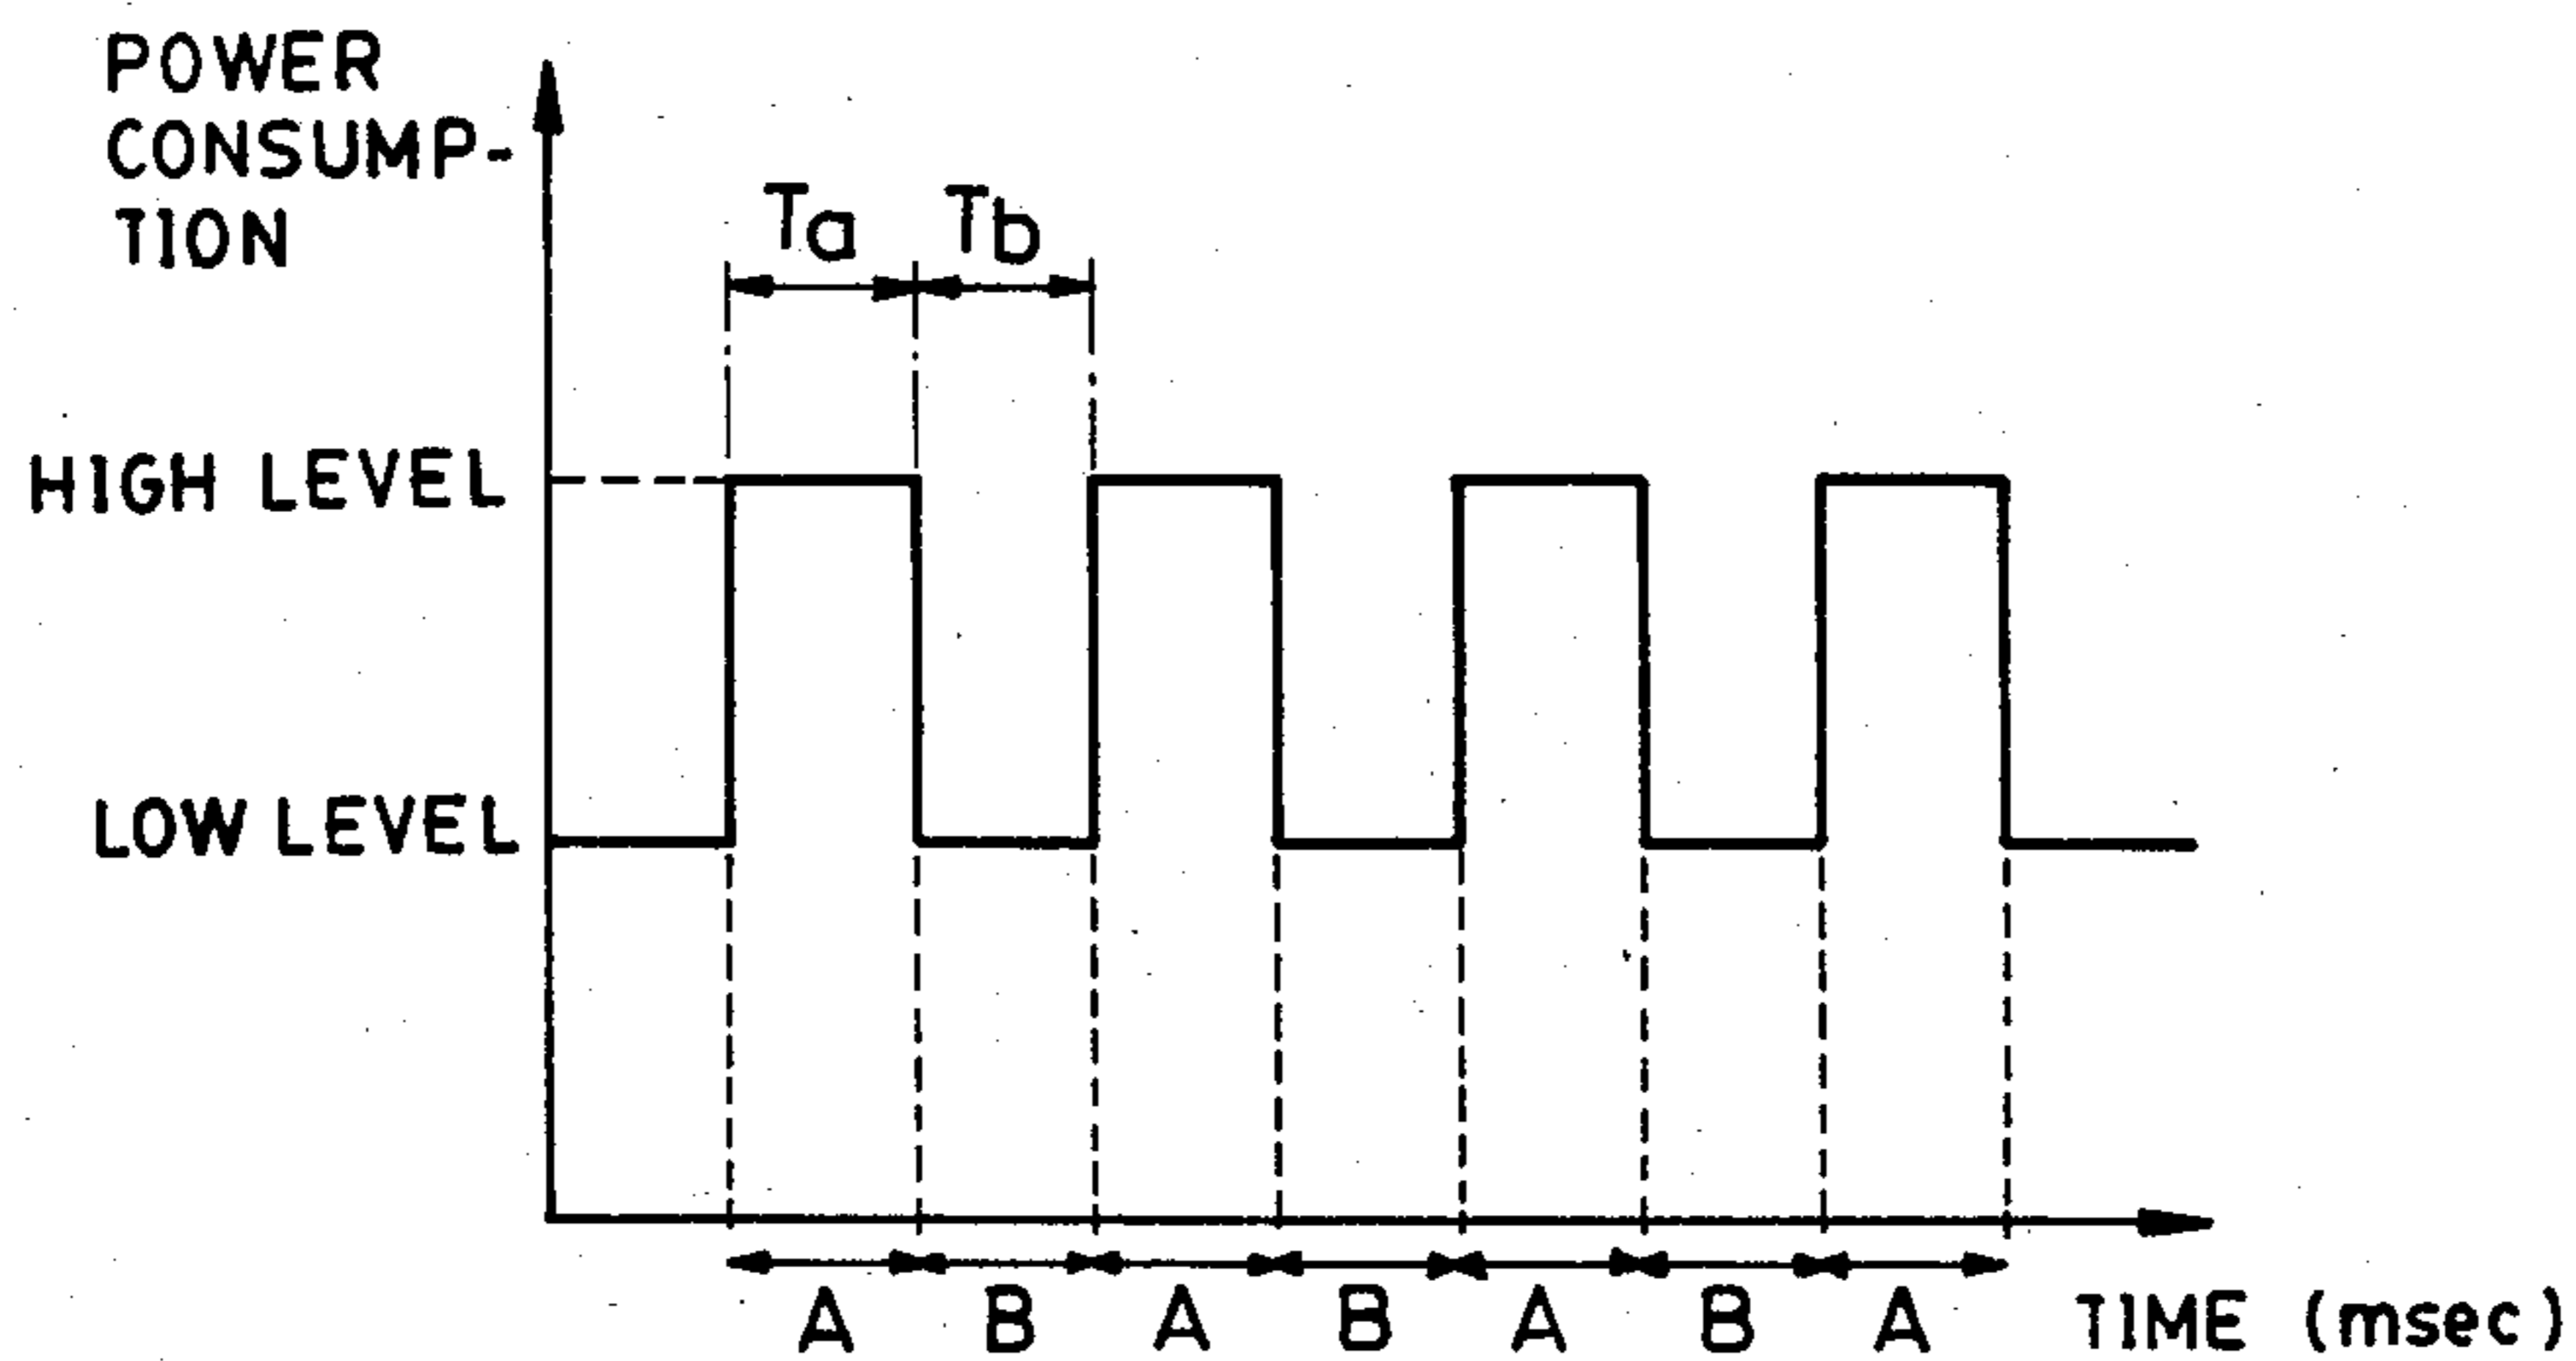 POWER
CONSUMP-
TION
Ta Tb
HIGH LEVEL
LOW LEVEL
A B A B A B A TIME (msec)